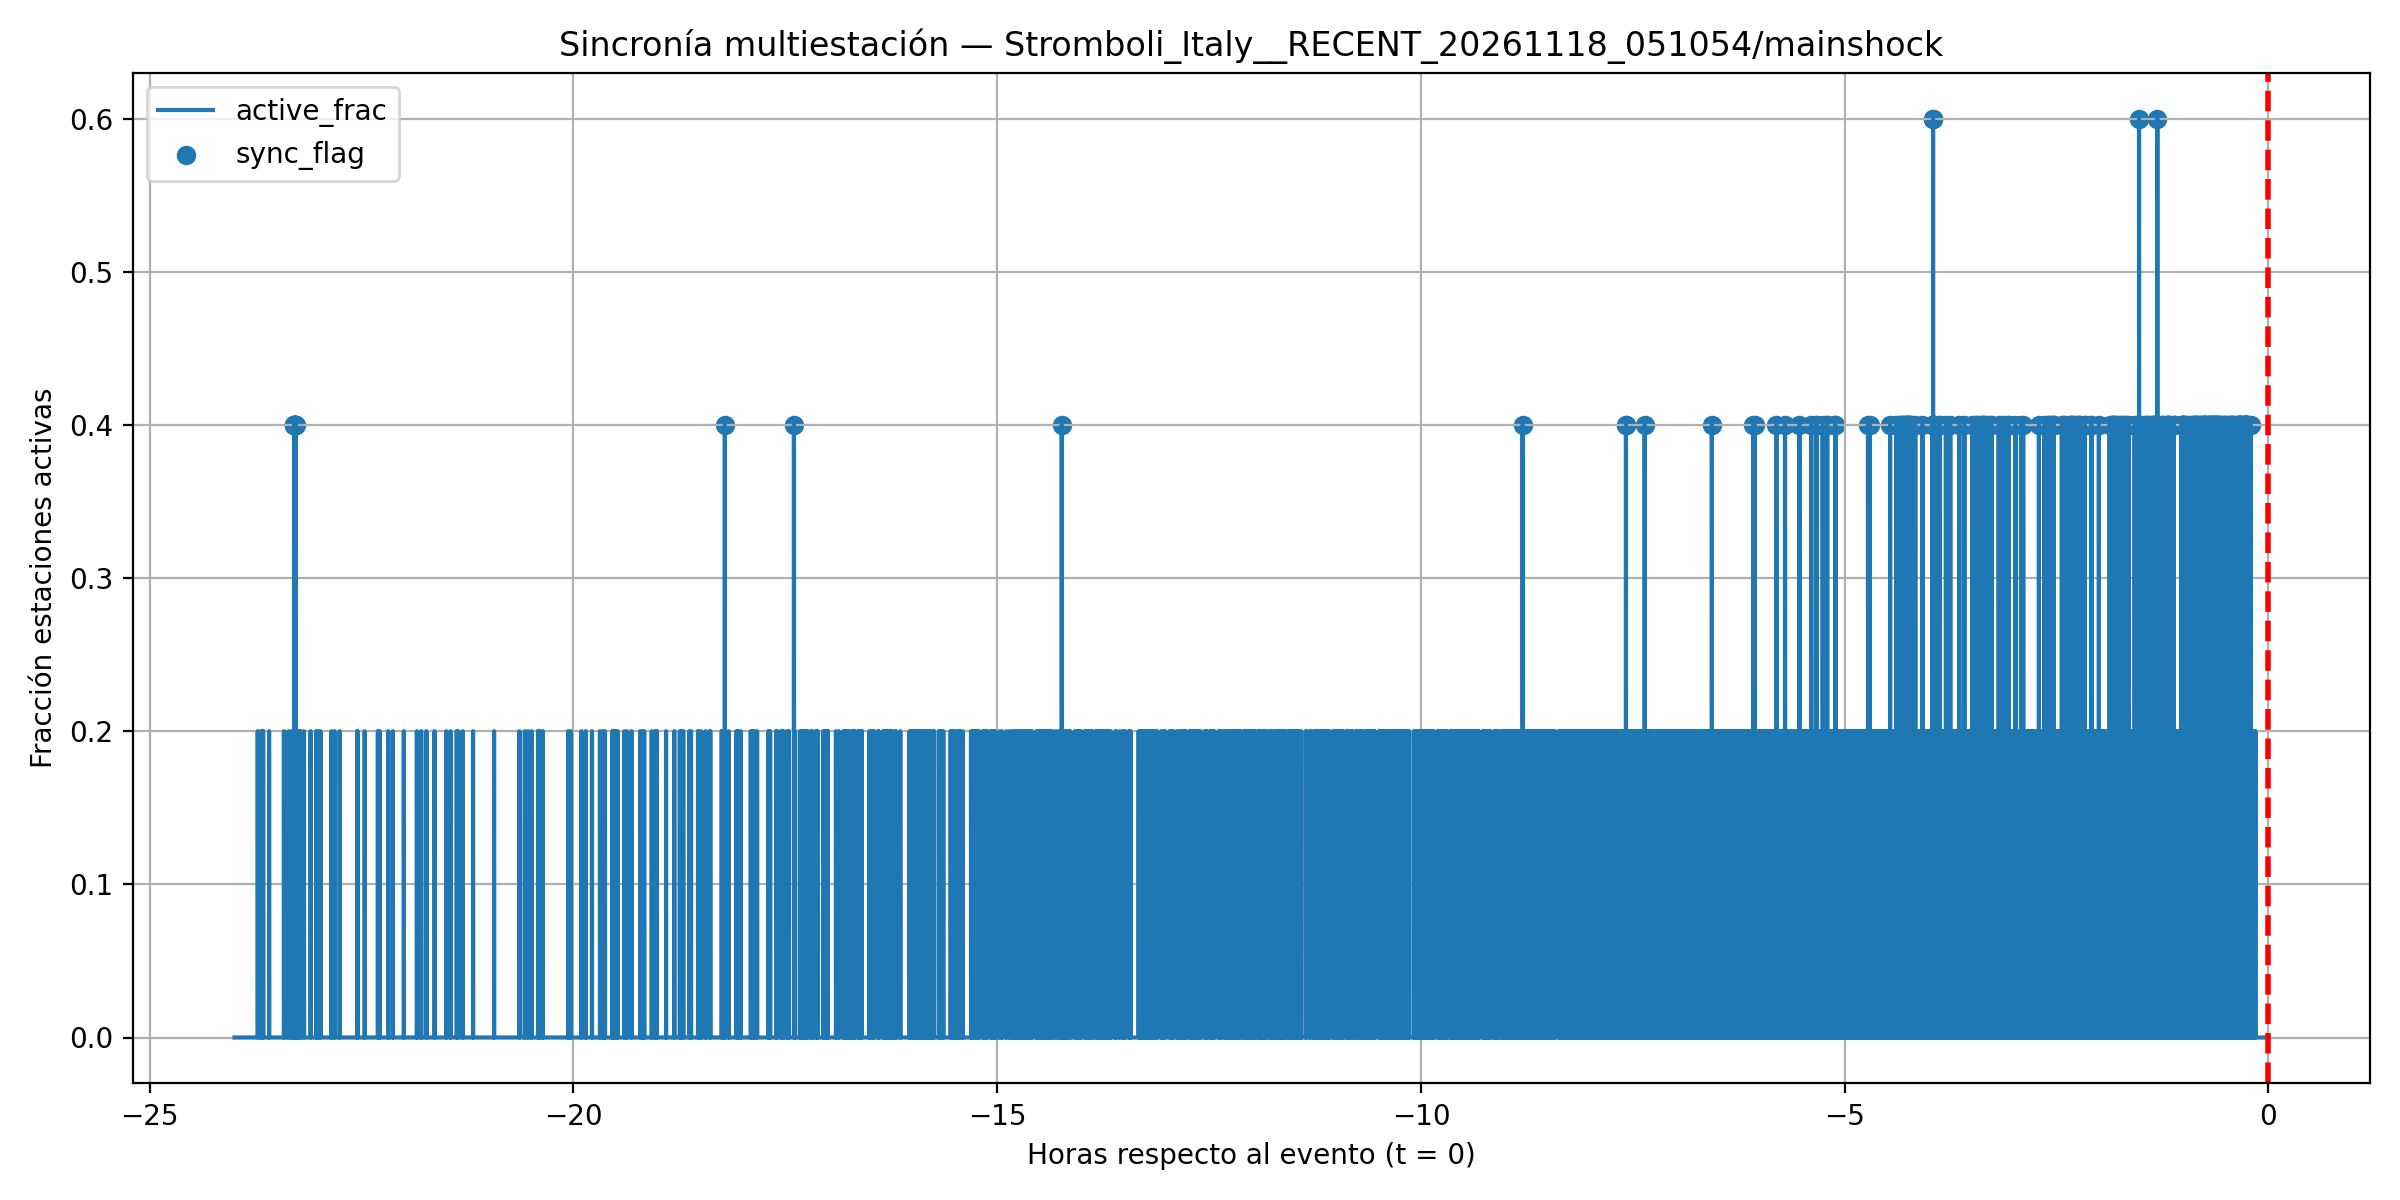 Sincronía multiestación — Stromboli_Italy__RECENT_20261118_051054/mainshock
active_frac
sync_flag
Fracción estaciones activas
0.6
0.5
0.4
0.3
0.2
0.1
0.0
−25
−20
−15
−10
−5
0
Horas respecto al evento (t = 0)